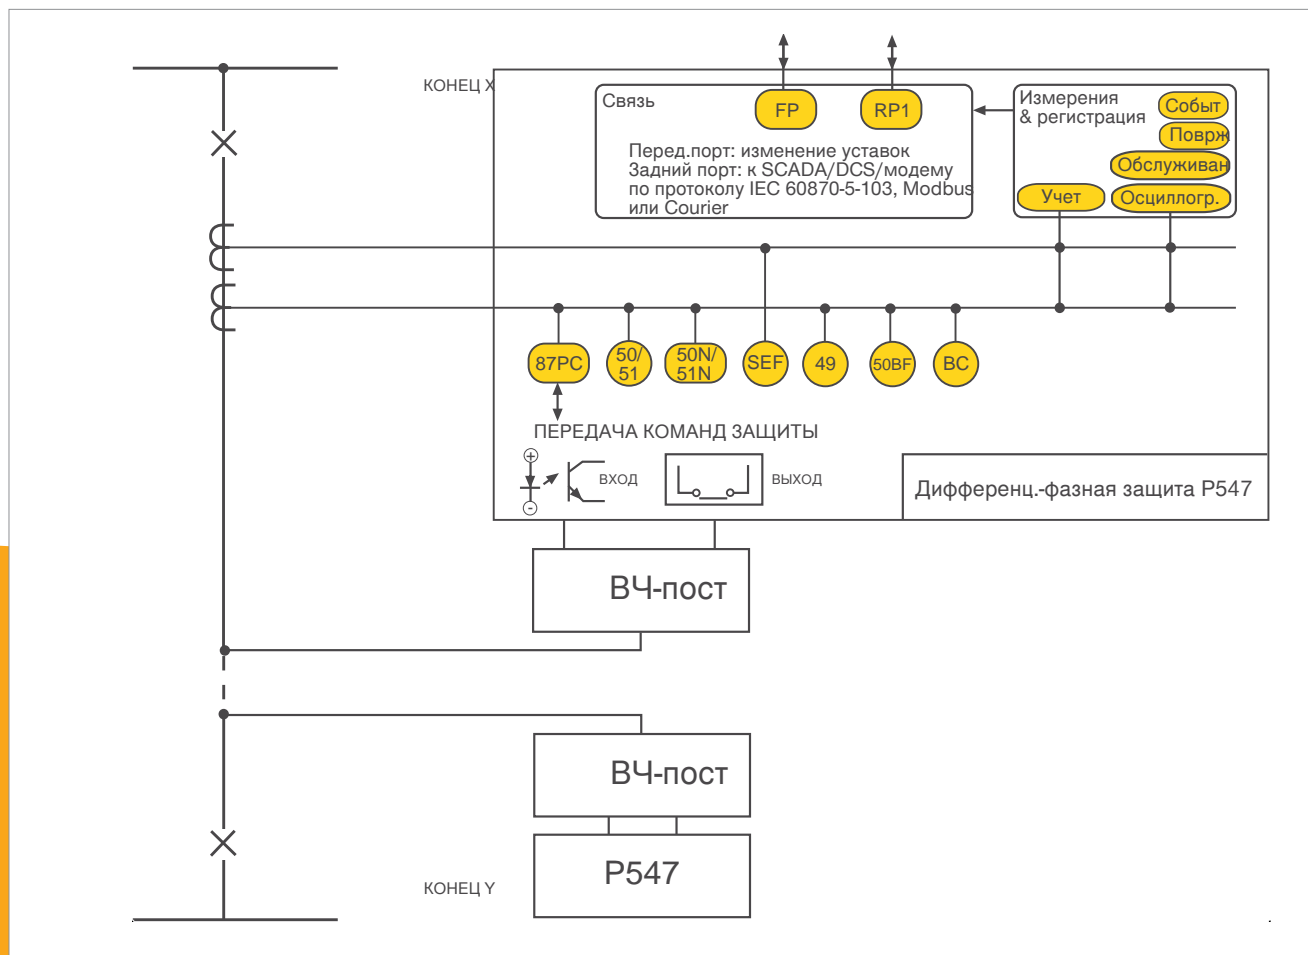 КОНЕЦ X
Связь
FP
RP1
Перед.порт: изменение уставок
Задний порт: к SCADA/DCS/модему
по протоколу IEC 60870-5-103, Modbus
или Courier
Измерения
& регистрация
Событ
Поврж
Обслуживан
Учет
Осциллогр.
87PC
50/
51
50N/
51N
SEF
49
50BF
BC
ПЕРЕДАЧА КОМАНД ЗАЩИТЫ
+
-
ВХОД
ВЫХОД
Дифференц.-фазная защита P547
ВЧ-пост
ВЧ-пост
P547
КОНЕЦ Y